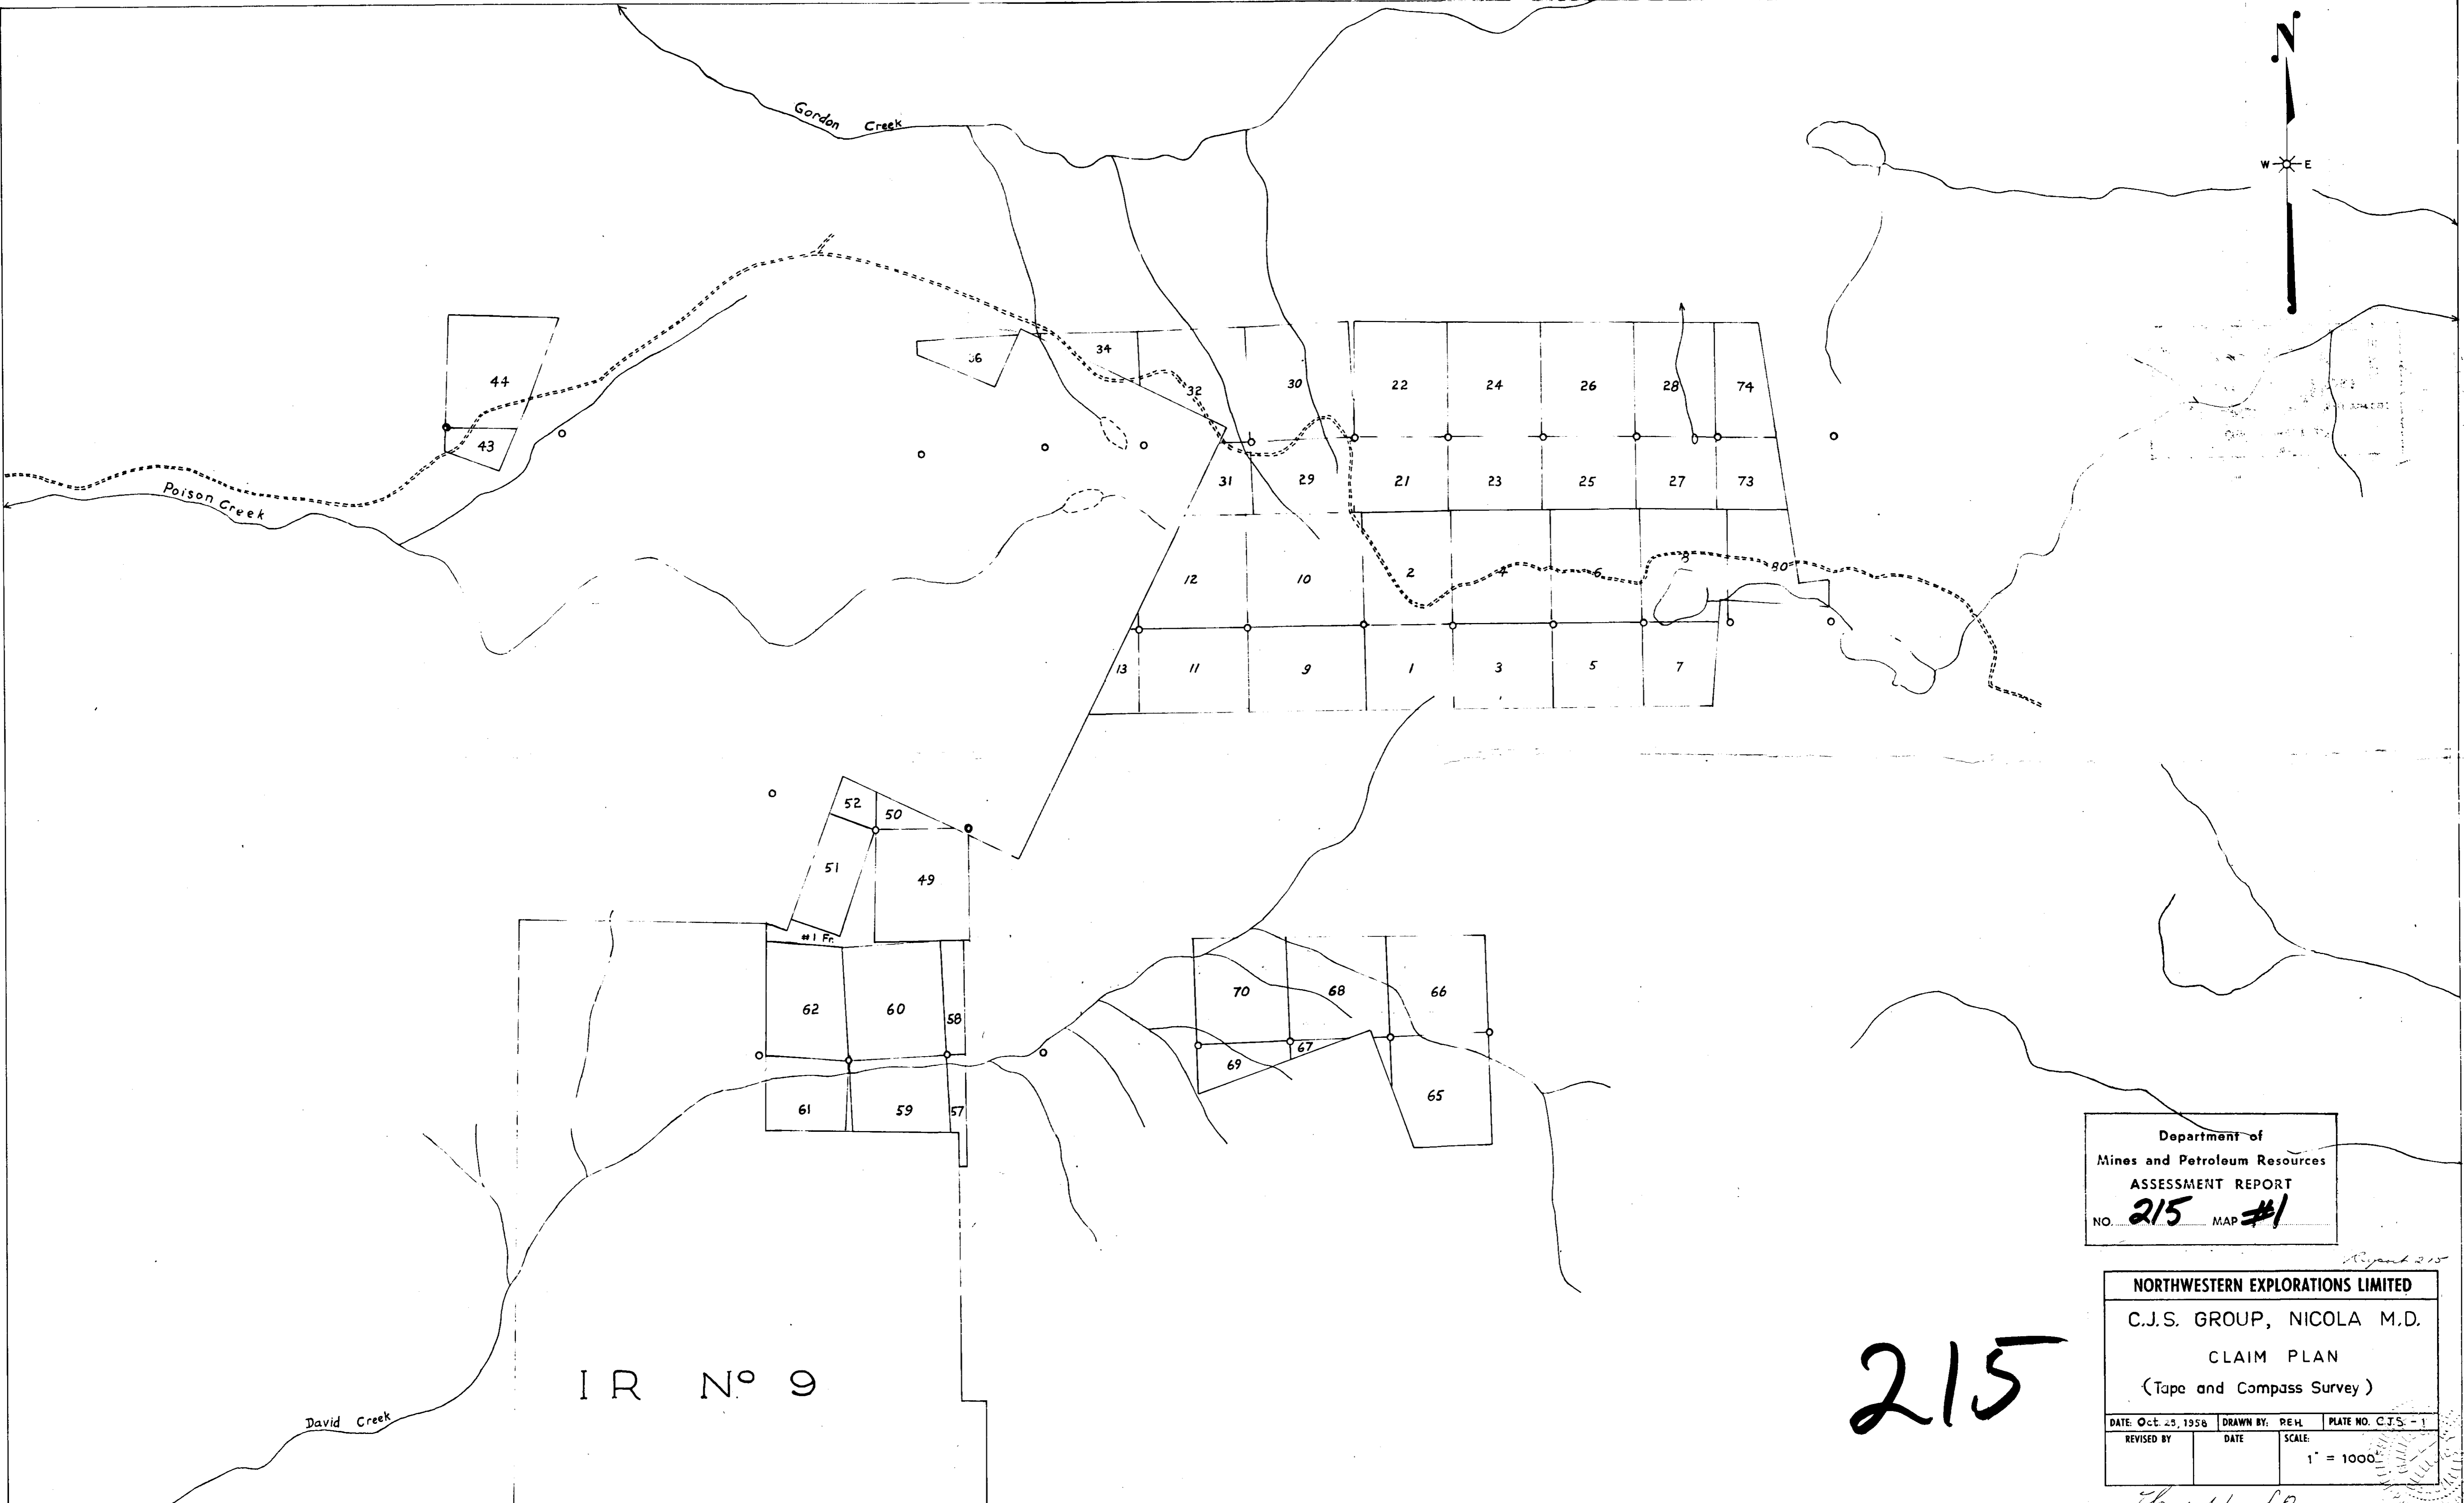 N
W E
Gordon Creek
44
36
34
32
30
22
24
26
28
74
43
31
29
21
23
25
27
73
Poison Creek
12
10
2
4
6
8
80
13
11
9
1
3
5
7
52
50
51
49
#1 Fr.
62
60
58
70
68
66
69
67
61
59
57
65
Department of
Mines and Petroleum Resources
ASSESSMENT REPORT
NO. 215 MAP #1
215
NORTHWESTERN EXPLORATIONS LIMITED
C.J.S. GROUP, NICOLA M.D.
CLAIM PLAN
(Tape and Compass Survey)
DATE: Oct. 25, 1958 DRAWN BY: R.E.H. PLATE NO. C.J.S. - 1
REVISED BY DATE SCALE:
1" = 1000'
215
I R Nº 9
David Creek